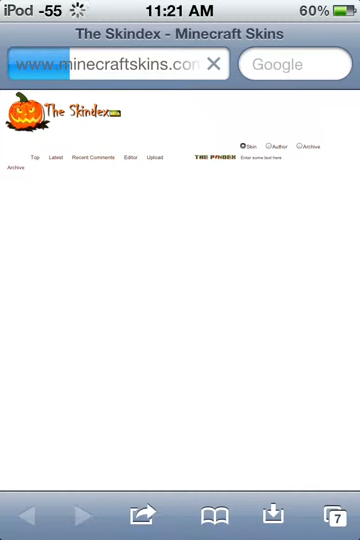 iPod -55 11:21 AM 60%
The Skindex - Minecraft Skins
www.minecraftskins.con Google
The Skindex
Skin Author Archive
Top Latest Recent Comments Editor Upload THE PINDEX Enter some text here
Archive
7